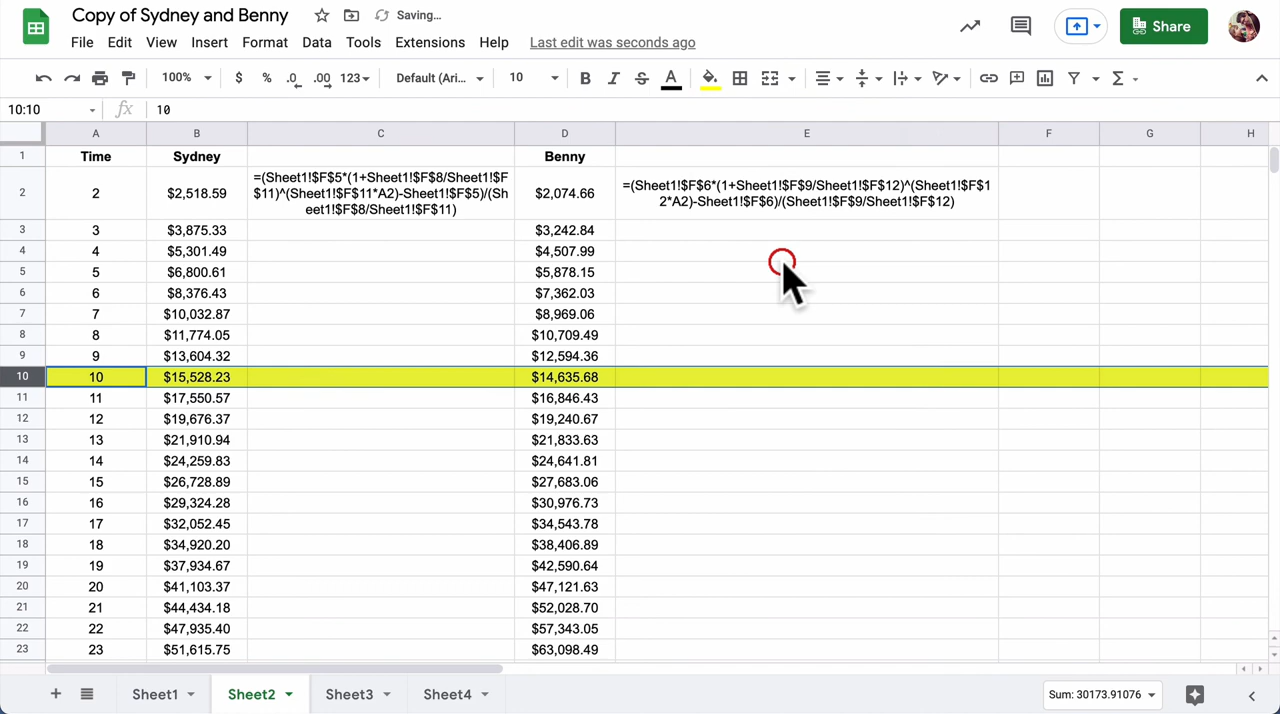 Copy of Sydney and Benny Saving...
File Edit View Insert Format Data Tools Extensions Help Last edit was seconds ago
Share
100% $ % .0 .00 123 Default (Ari... 10 B I S A
10:10 fx 10
A B C D E F G H
1 Time Sydney Benny
2 2 $2,518.59 $2,074.66
=(Sheet1!$F$5*(1+Sheet1!$F$8/Sheet1!$F
$11)^(Sheet1!$F$11*A2)-Sheet1!$F$5)/(Sh
eet1!$F$8/Sheet1!$F$11)
=(Sheet1!$F$6*(1+Sheet1!$F$9/Sheet1!$F$12)^(Sheet1!$F$1
2*A2)-Sheet1!$F$6)/(Sheet1!$F$9/Sheet1!$F$12)
3 3 $3,875.33 $3,242.84
4 4 $5,301.49 $4,507.99
5 5 $6,800.61 $5,878.15
6 6 $8,376.43 $7,362.03
7 7 $10,032.87 $8,969.06
8 8 $11,774.05 $10,709.49
9 9 $13,604.32 $12,594.36
10 10 $15,528.23 $14,635.68
11 11 $17,550.57 $16,846.43
12 12 $19,676.37 $19,240.67
13 13 $21,910.94 $21,833.63
14 14 $24,259.83 $24,641.81
15 15 $26,728.89 $27,683.06
16 16 $29,324.28 $30,976.73
17 17 $32,052.45 $34,543.78
18 18 $34,920.20 $38,406.89
19 19 $37,934.67 $42,590.64
20 20 $41,103.37 $47,121.63
21 21 $44,434.18 $52,028.70
22 22 $47,935.40 $57,343.05
23 23 $51,615.75 $63,098.49
Sheet1 Sheet2 Sheet3 Sheet4 Sum: 30173.91076